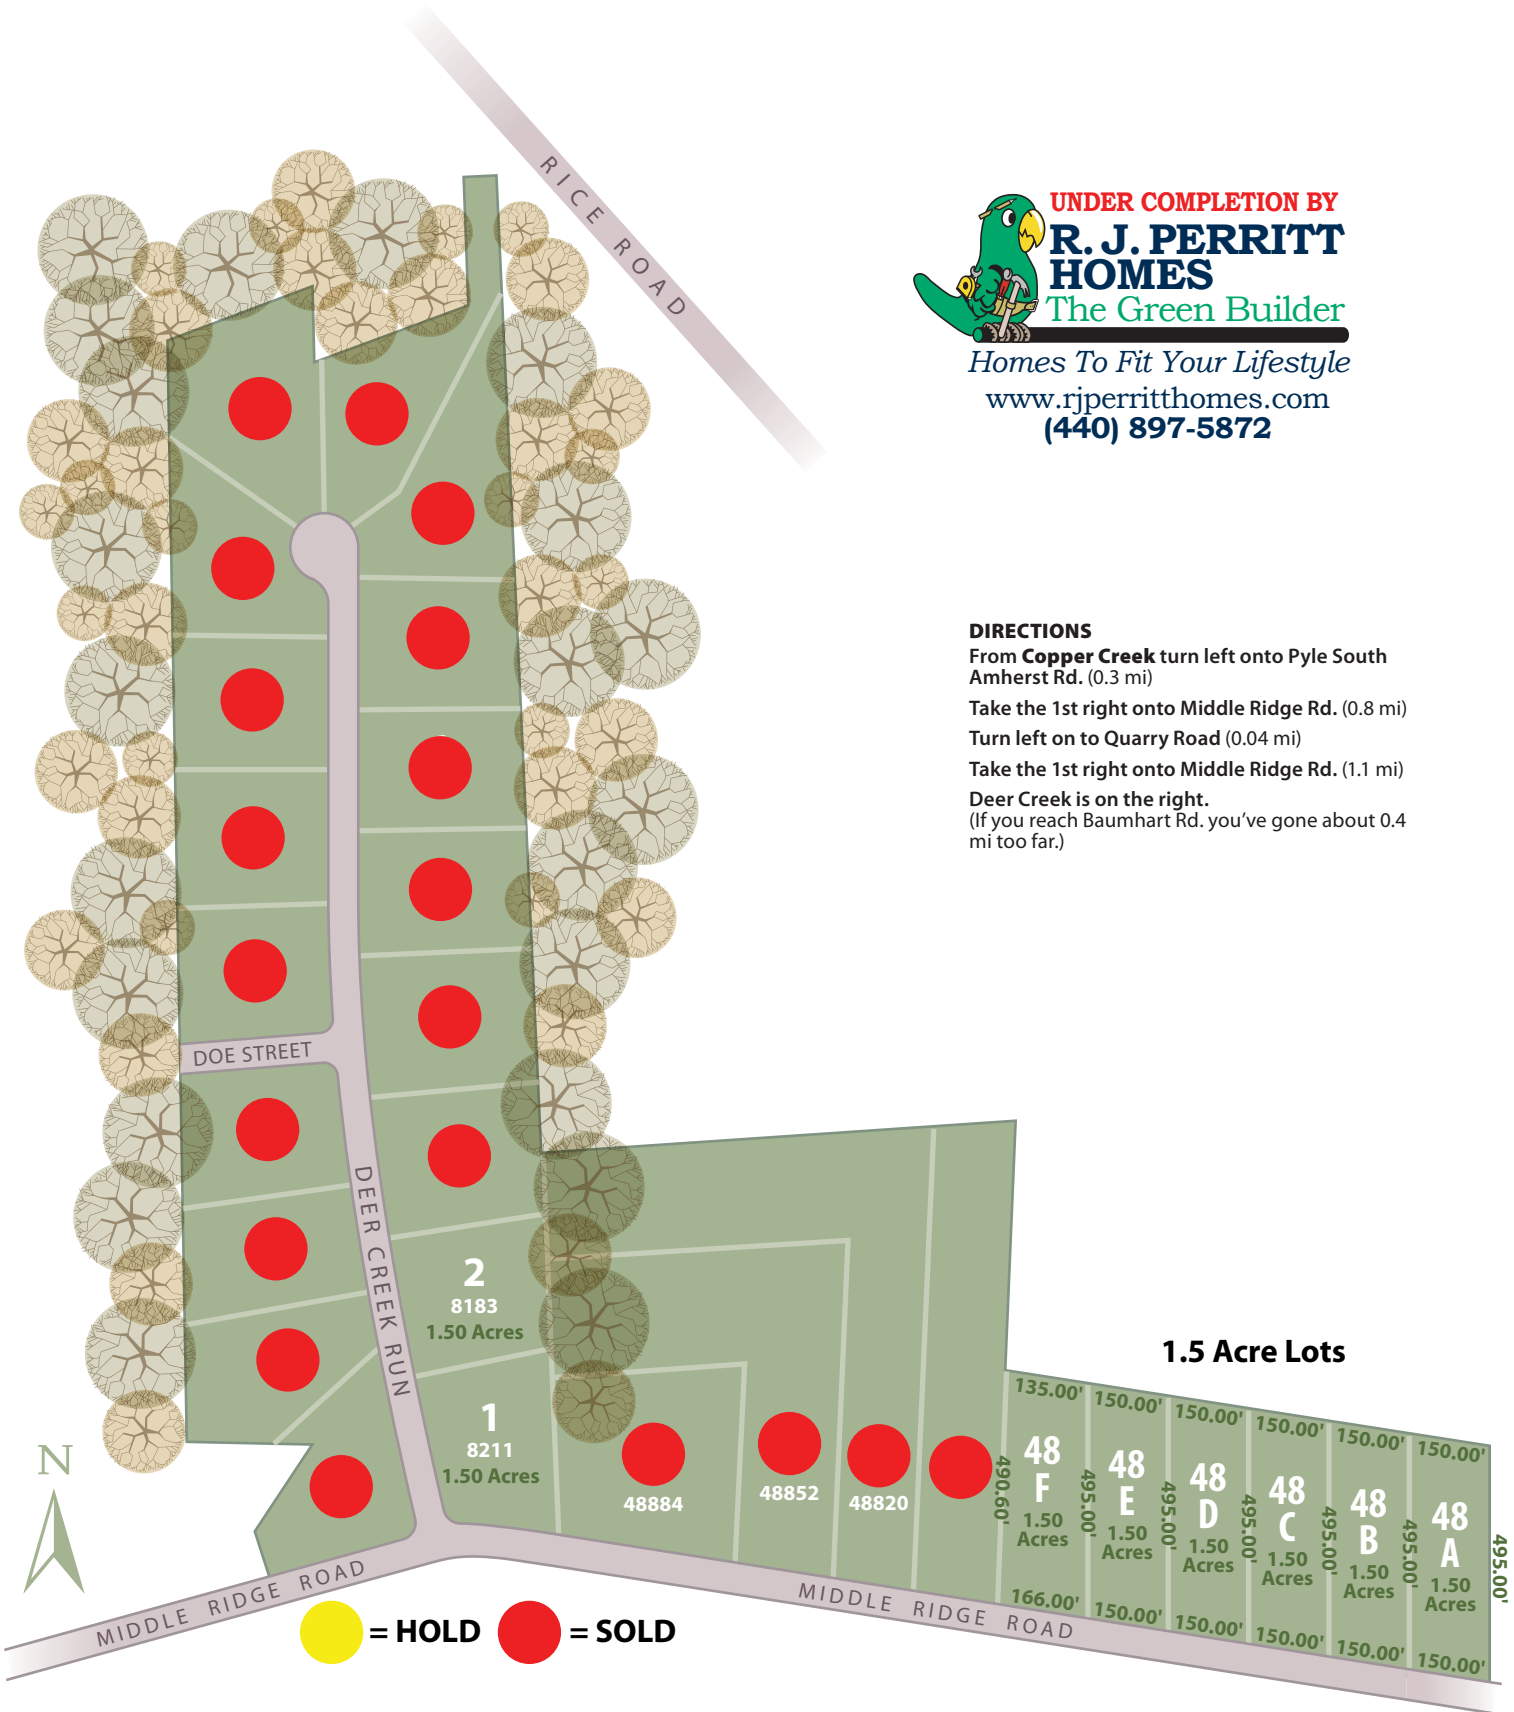 RICE ROAD
UNDER COMPLETION BY
R. J. PERRITT
HOMES
The Green Builder
Homes To Fit Your Lifestyle
www.rjperritthomes.com
(440) 897-5872
DIRECTIONS
From Copper Creek turn left onto Pyle South
Amherst Rd. (0.3 mi)
Take the 1st right onto Middle Ridge Rd. (0.8 mi)
Turn left on to Quarry Road (0.04 mi)
Take the 1st right onto Middle Ridge Rd. (1.1 mi)
Deer Creek is on the right.
(If you reach Baumhart Rd. you've gone about 0.4
mi too far.)
DOE STREET
DEER CREEK RUN
2
8183
1.50 Acres
1
8211
1.50 Acres
48884
48852
48820
1.5 Acre Lots
135.00'
150.00'
150.00'
150.00'
150.00'
150.00'
490.60'
48
F
1.50
Acres
495.00'
48
E
1.50
Acres
495.00'
48
D
1.50
Acres
495.00'
48
C
1.50
Acres
495.00'
48
B
1.50
Acres
495.00'
48
A
1.50
Acres
495.00'
166.00'
150.00'
150.00'
150.00'
150.00'
150.00'
N
MIDDLE RIDGE ROAD
MIDDLE RIDGE ROAD
= HOLD
= SOLD